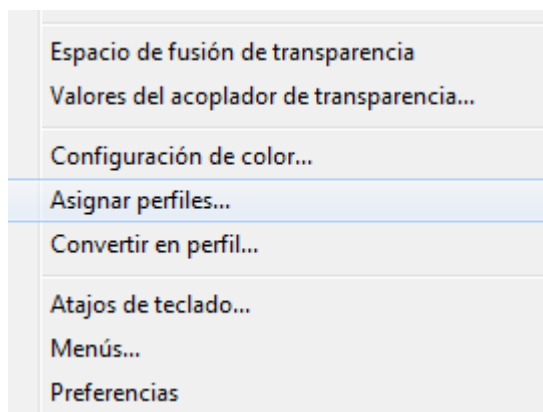 Espacio de fusión de transparencia
Valores del acoplador de transparencia...
Configuración de color...
Asignar perfiles...
Convertir en perfil...
Atajos de teclado...
Menús...
Preferencias